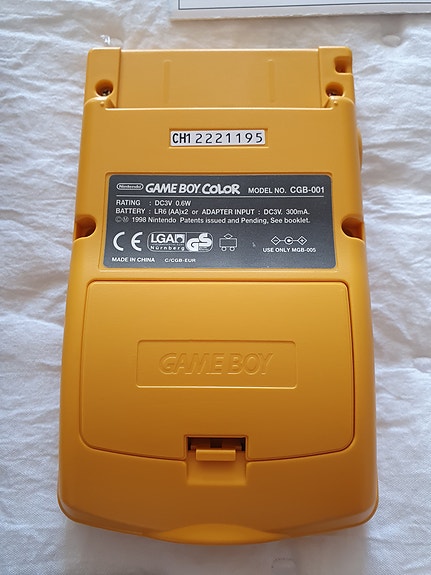 CH12221195
Nintendo GAME BOY COLOR MODEL NO. CGB-001
RATING : DC3V 0.6W
BATTERY : LR6 (AA)x2 or ADAPTER INPUT : DC3V. 300mA.
©Ⓜ 1998 Nintendo Patents issued and Pending, See booklet.
CE LGA GS
Nürnberg
USE ONLY MGB-005
MADE IN CHINA C/CGB-EUR
GAME BOY